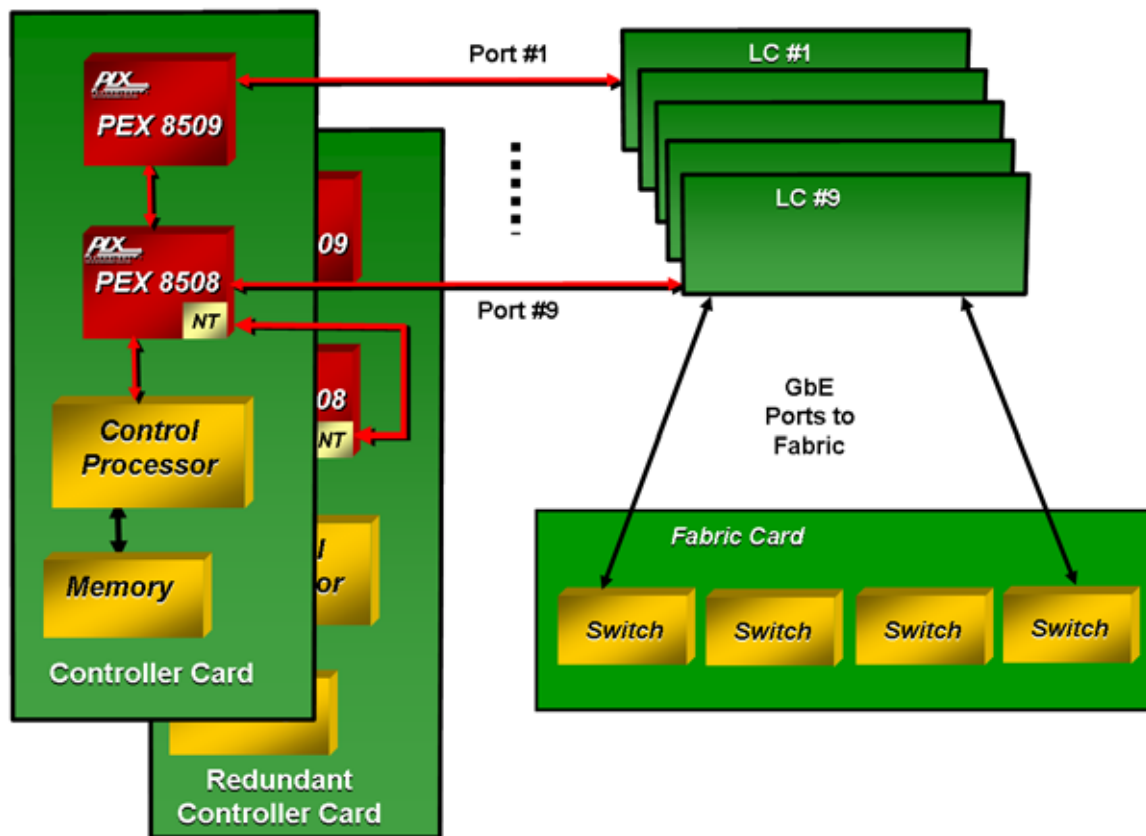 PLX
PEX 8509
PLX
PEX 8508
NT
Control
Processor
Memory
Controller Card
09
08
NT
l
or
Redundant
Controller Card
Port #1
Port #9
LC #1
LC #9
GbE
Ports to
Fabric
Fabric Card
Switch
Switch
Switch
Switch